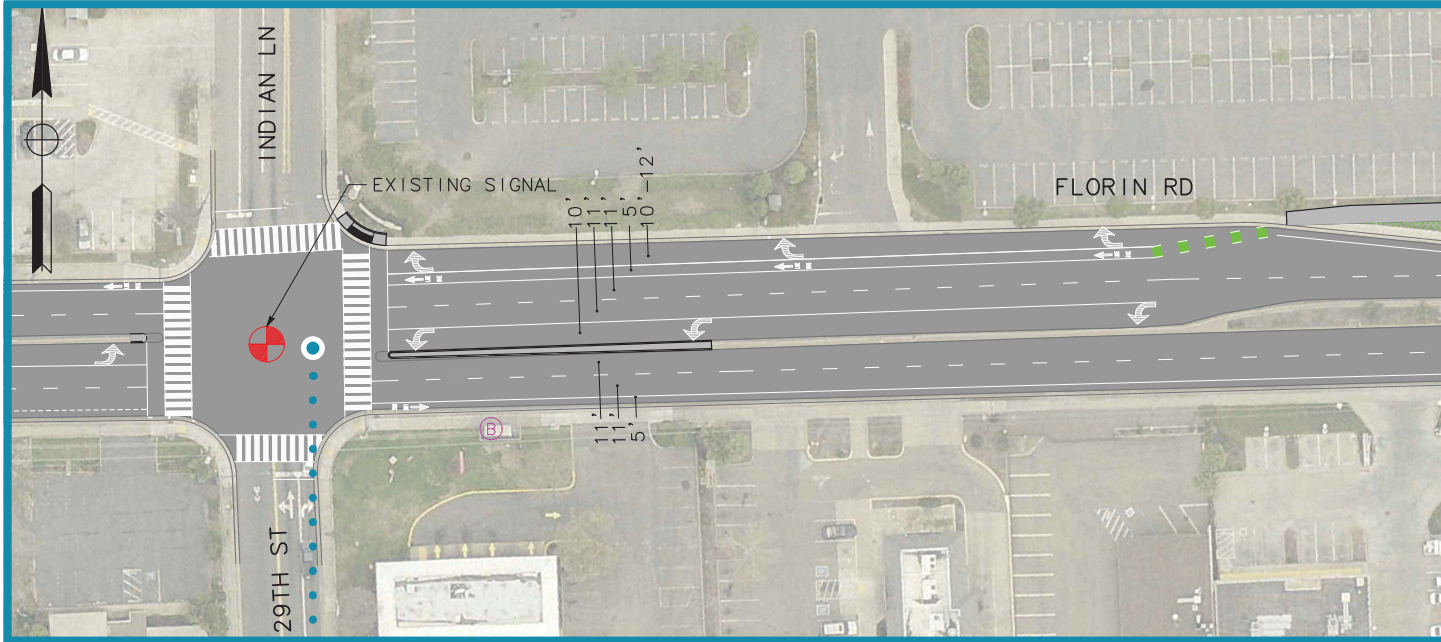 INDIAN LN
EXISTING SIGNAL
FLORIN RD
10'
11'
11'
5'
10'-12'
11'
11'
5'
B
29TH ST